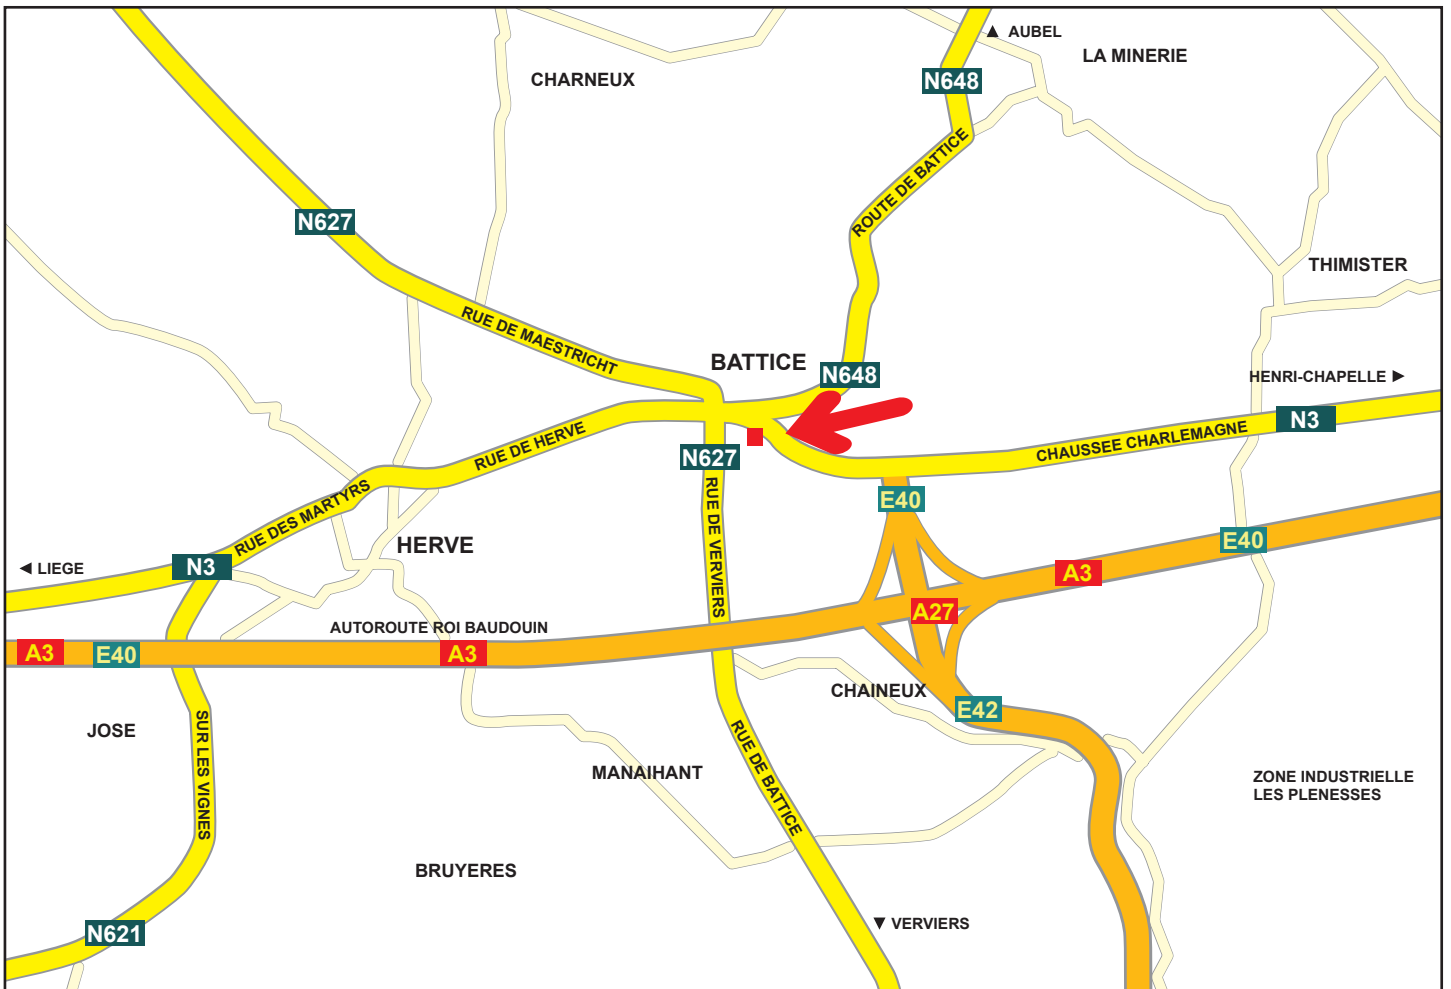 AUBEL
LA MINERIE
CHARNEUX
N648
ROUTE DE BATTICE
N627
THIMISTER
RUE DE MAESTRICHT
BATTICE
N648
HENRI-CHAPELLE
N3
CHAUSSEE CHARLEMAGNE
RUE DE HERVE
N627
RUE DES MARTYRS
E40
RUE DE VERVIERS
HERVE
E40
LIEGE
N3
A3
A27
AUTOROUTE ROI BAUDOUIN
A3
E40
A3
CHAINEUX
E42
JOSE
SUR LES VIGNES
RUE DE BATTICE
MANAIHANT
ZONE INDUSTRIELLE
LES PLENESSES
BRUYERES
VERVIERS
N621